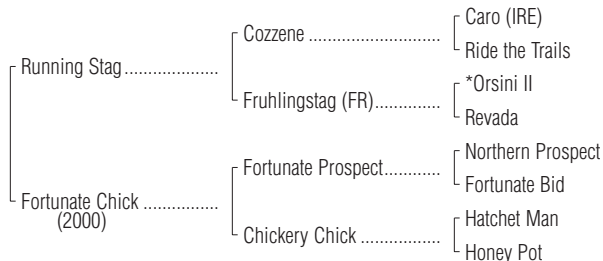 Caro (IRE)
Cozzene ............................
Ride the Trails
Running Stag....................
*Orsini II
Fruhlingstag (FR)..............
Revada
Northern Prospect
Fortunate Prospect............
Fortunate Bid
Fortunate Chick ................
(2000)
Hatchet Man
Chickery Chick .................
Honey Pot